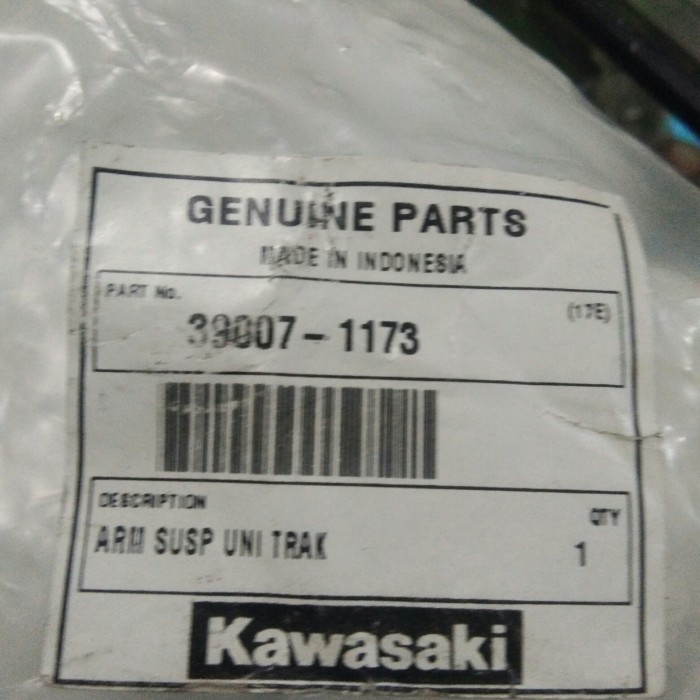 GENUINE PARTS
MADE IN INDONESIA
PART No.
(17E)
39007-1173
DESCRIPTION
QTY
ARM SUSP UNI TRAK
1
Kawasaki